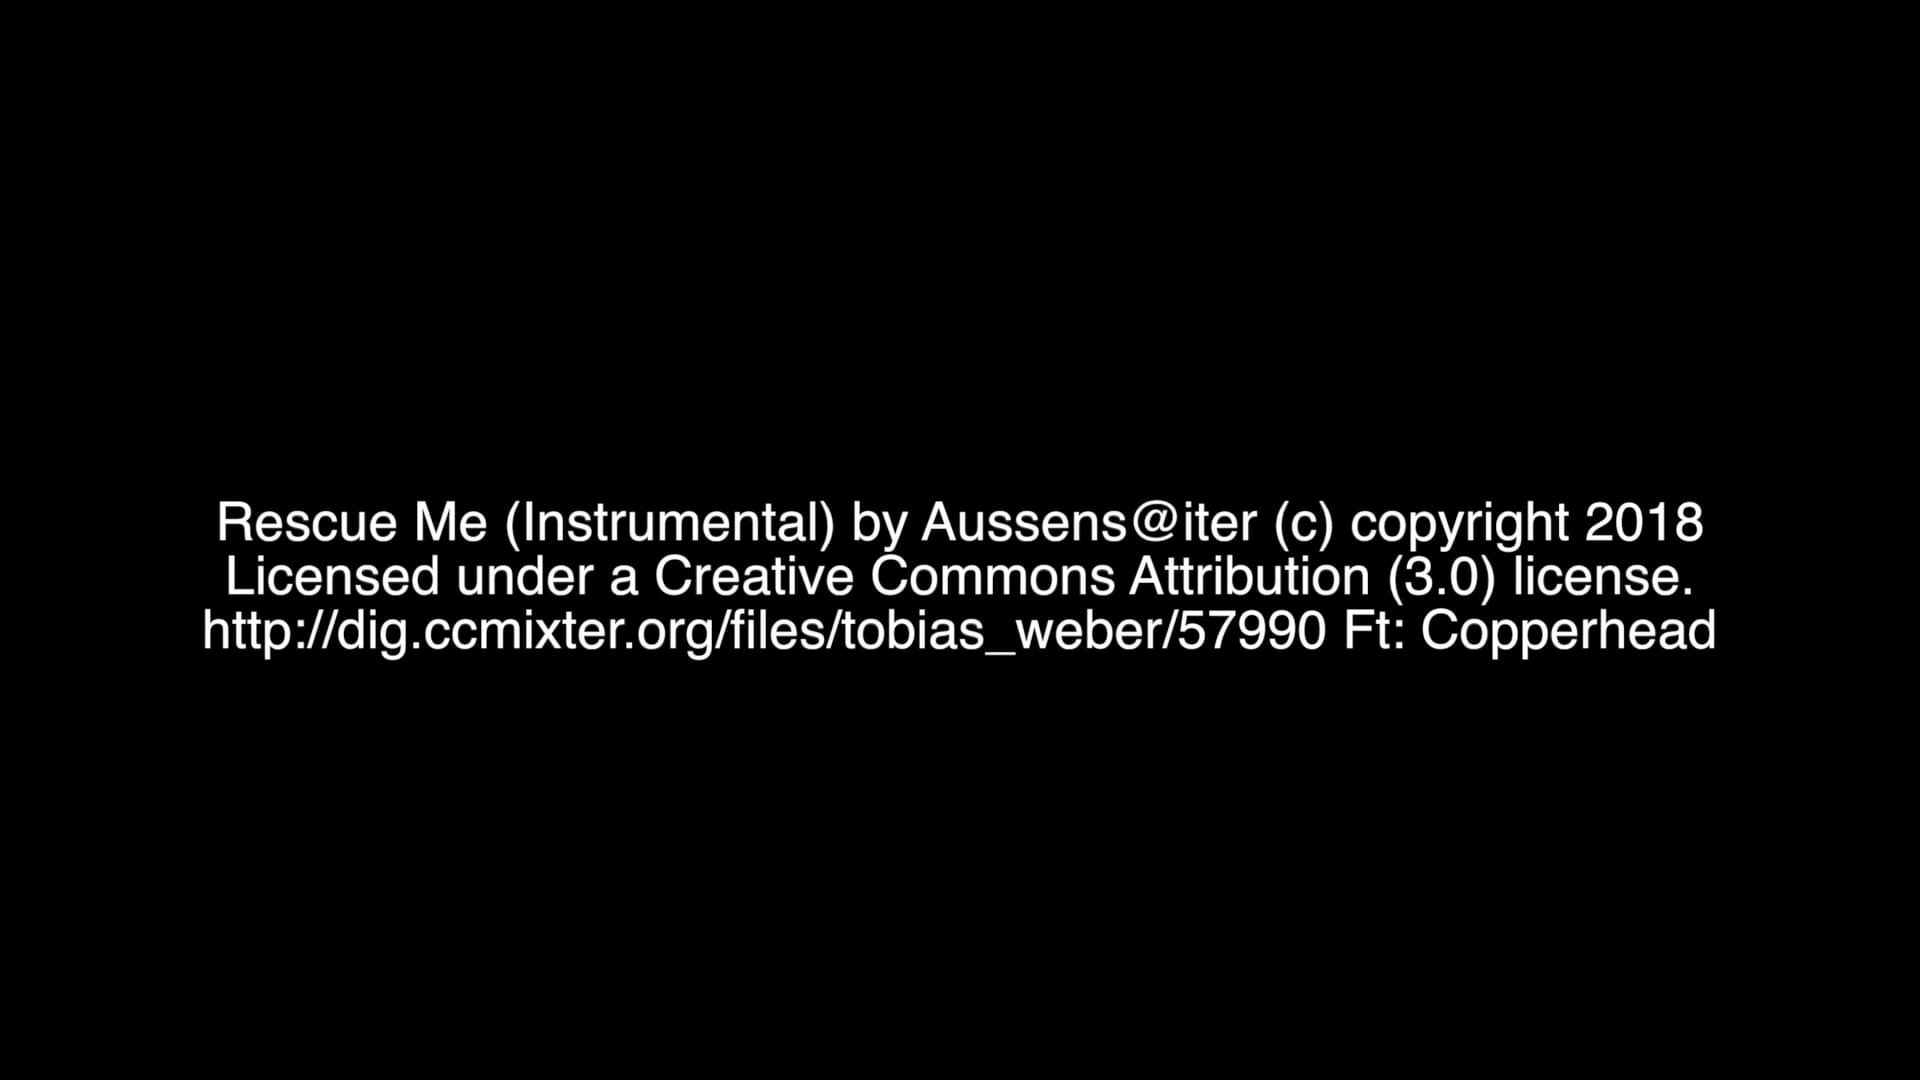 Rescue Me (Instrumental) by Aussens@iter (c) copyright 2018
Licensed under a Creative Commons Attribution (3.0) license.
http://dig.ccmixter.org/files/tobias_weber/57990 Ft: Copperhead